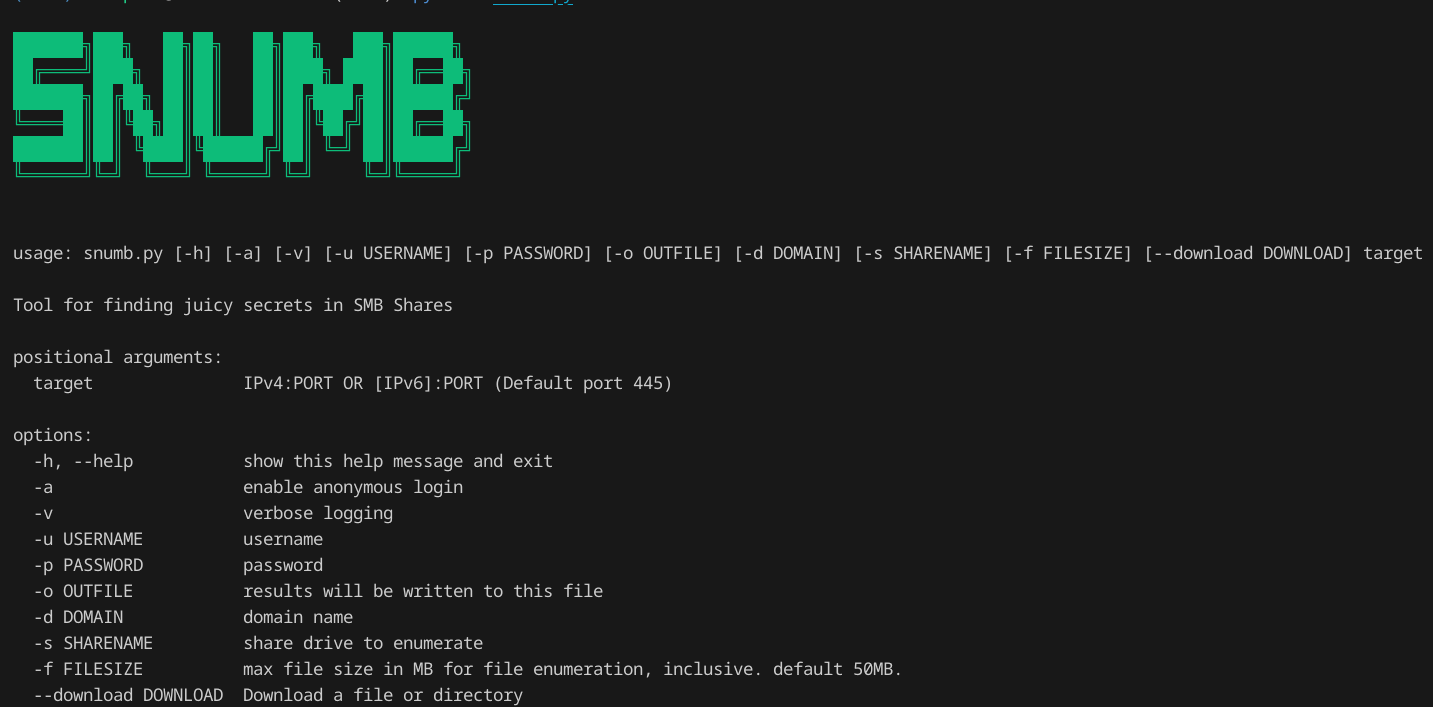 SNUMB
usage: snumb.py [-h] [-a] [-v] [-u USERNAME] [-p PASSWORD] [-o OUTFILE] [-d DOMAIN] [-s SHARENAME] [-f FILESIZE] [--download DOWNLOAD] target
Tool for finding juicy secrets in SMB Shares
positional arguments:
  target               IPv4:PORT OR [IPv6]:PORT (Default port 445)
options:
  -h, --help           show this help message and exit
  -a                   enable anonymous login
  -v                   verbose logging
  -u USERNAME          username
  -p PASSWORD          password
  -o OUTFILE           results will be written to this file
  -d DOMAIN            domain name
  -s SHARENAME         share drive to enumerate
  -f FILESIZE          max file size in MB for file enumeration, inclusive. default 50MB.
  --download DOWNLOAD  Download a file or directory